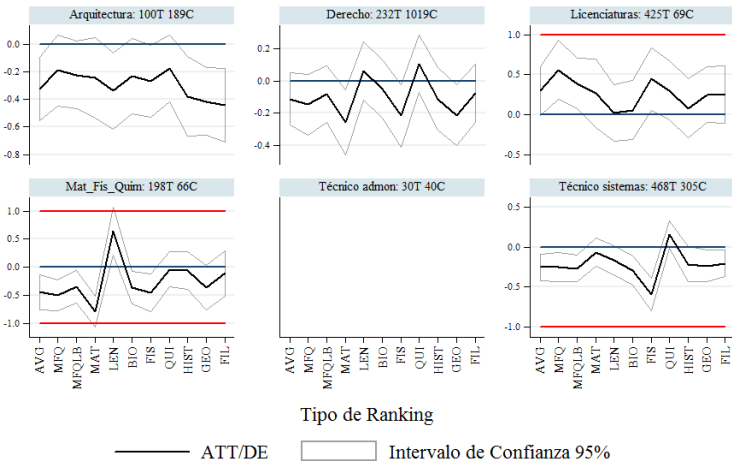 Arquitectura: 100T 189C
0.0
-0.2
-0.4
-0.6
-0.8
Derecho: 232T 1019C
0.2
0.0
-0.2
-0.4
Licenciaturas: 425T 69C
1.0
0.5
0.0
-0.5
Mat_Fis_Quim: 198T 66C
1.0
0.5
0.0
-0.5
-1.0
AVG
MFQ
MFQLB
MAT
LEN
BIO
FIS
QUI
HIST
GEO
FIL
Técnico admon: 30T 40C
AVG
MFQ
MFQLB
MAT
LEN
BIO
FIS
QUI
HIST
GEO
FIL
Técnico sistemas: 468T 305C
0.5
0.0
-0.5
-1.0
AVG
MFQ
MFQLB
MAT
LEN
BIO
FIS
QUI
HIST
GEO
FIL
Tipo de Ranking
ATT/DE
Intervalo de Confianza 95%